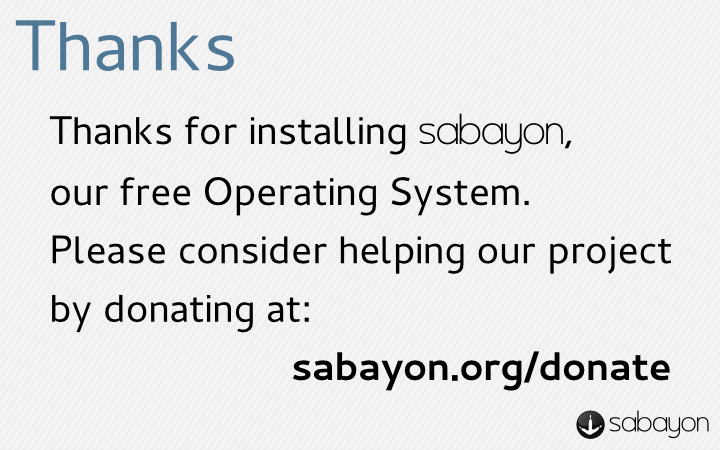 Thanks
Thanks for installing sabayon,
our free Operating System.
Please consider helping our project
by donating at:
sabayon.org/donate
sabayon